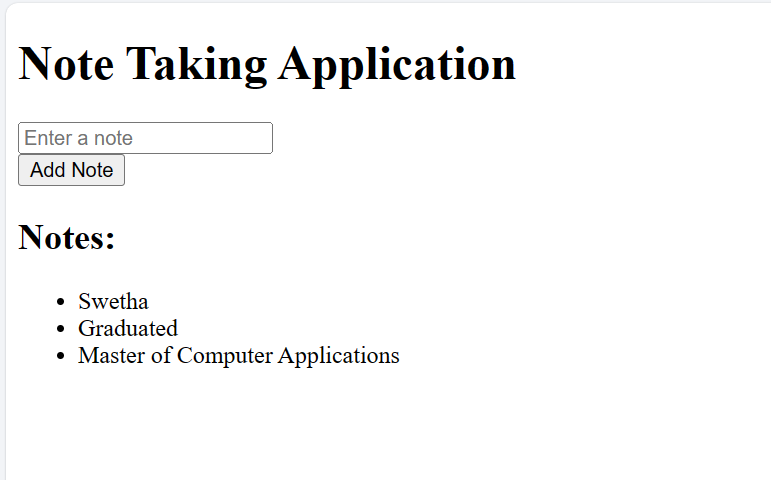 Note Taking Application
Enter a note
Add Note
Notes:
Swetha
Graduated
Master of Computer Applications